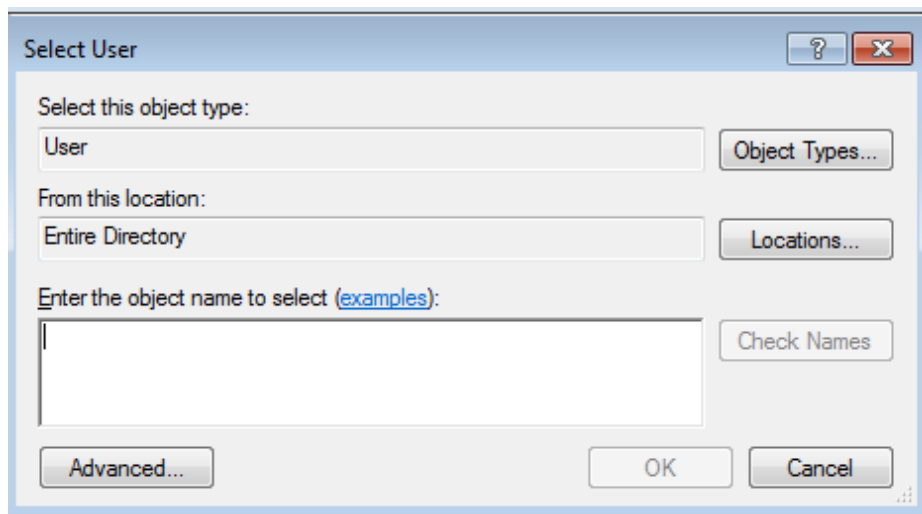 Select User
?
Select this object type:
User
Object Types...
From this location:
Entire Directory
Locations...
Enter the object name to select (examples):
Check Names
Advanced...
OK
Cancel